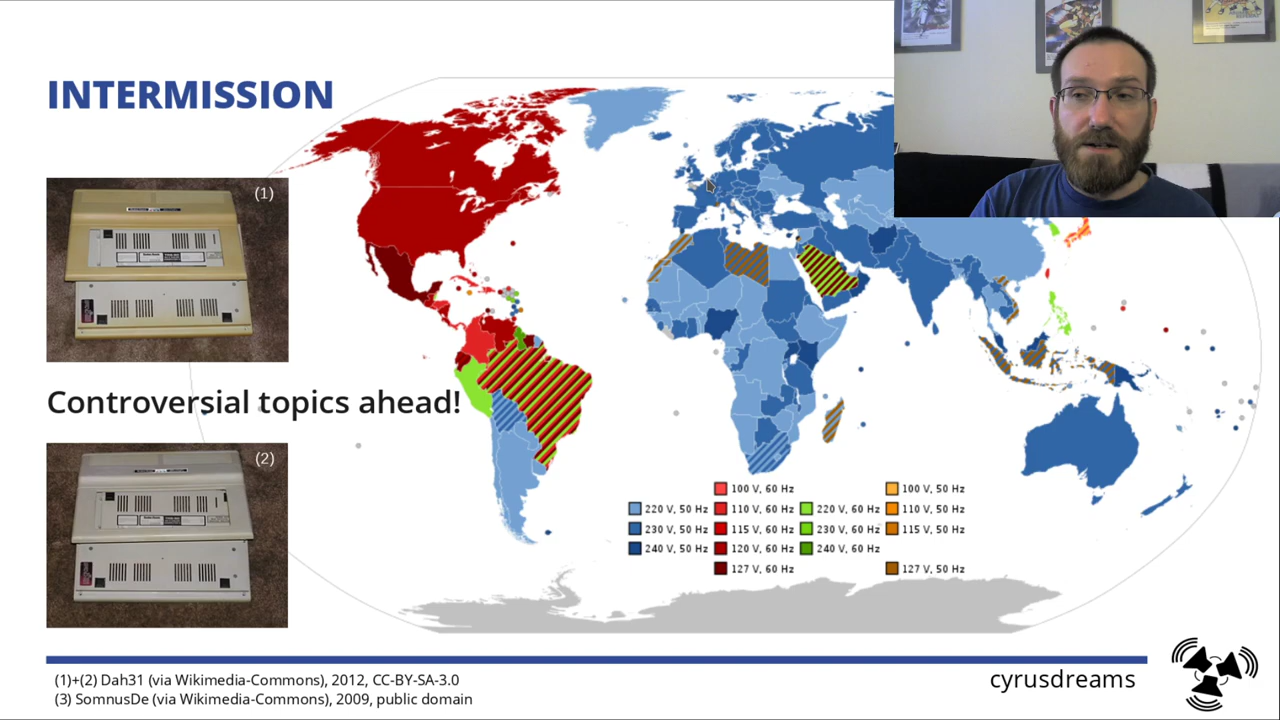 INTERMISSION
(1)
Controversial topics ahead!
(2)
100 V, 60 Hz
100 V, 50 Hz
220 V, 50 Hz
110 V, 60 Hz
220 V, 60 Hz
110 V, 50 Hz
230 V, 50 Hz
115 V, 60 Hz
230 V, 60 Hz
115 V, 50 Hz
240 V, 50 Hz
120 V, 60 Hz
240 V, 60 Hz
127 V, 60 Hz
127 V, 50 Hz
(1)+(2) Dah31 (via Wikimedia-Commons), 2012, CC-BY-SA-3.0
(3) SomnusDe (via Wikimedia-Commons), 2009, public domain
cyrusdreams